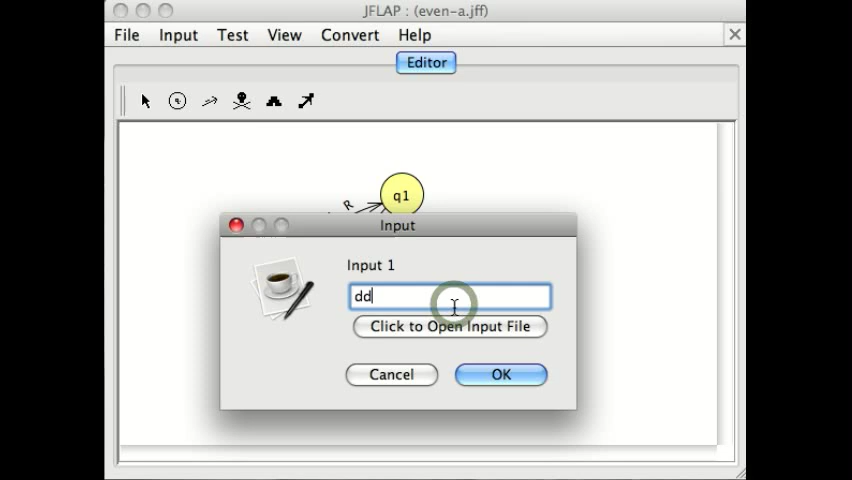 JFLAP : (even-a.jff)
File Input Test View Convert Help
Editor
q1
R
Input
Input 1
dd
Click to Open Input File
Cancel OK